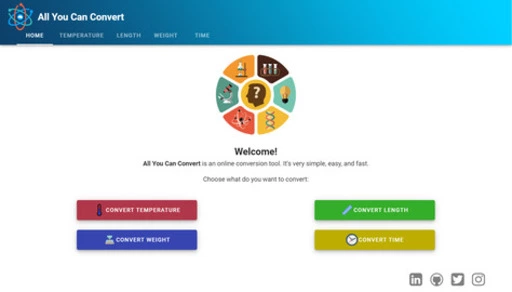 All You Can Convert
HOME TEMPERATURE LENGTH WEIGHT TIME
?
Welcome!
All You Can Convert is an online conversion tool. It's very simple, easy, and fast.
Choose what do you want to convert:
CONVERT TEMPERATURE CONVERT LENGTH
CONVERT WEIGHT CONVERT TIME
in